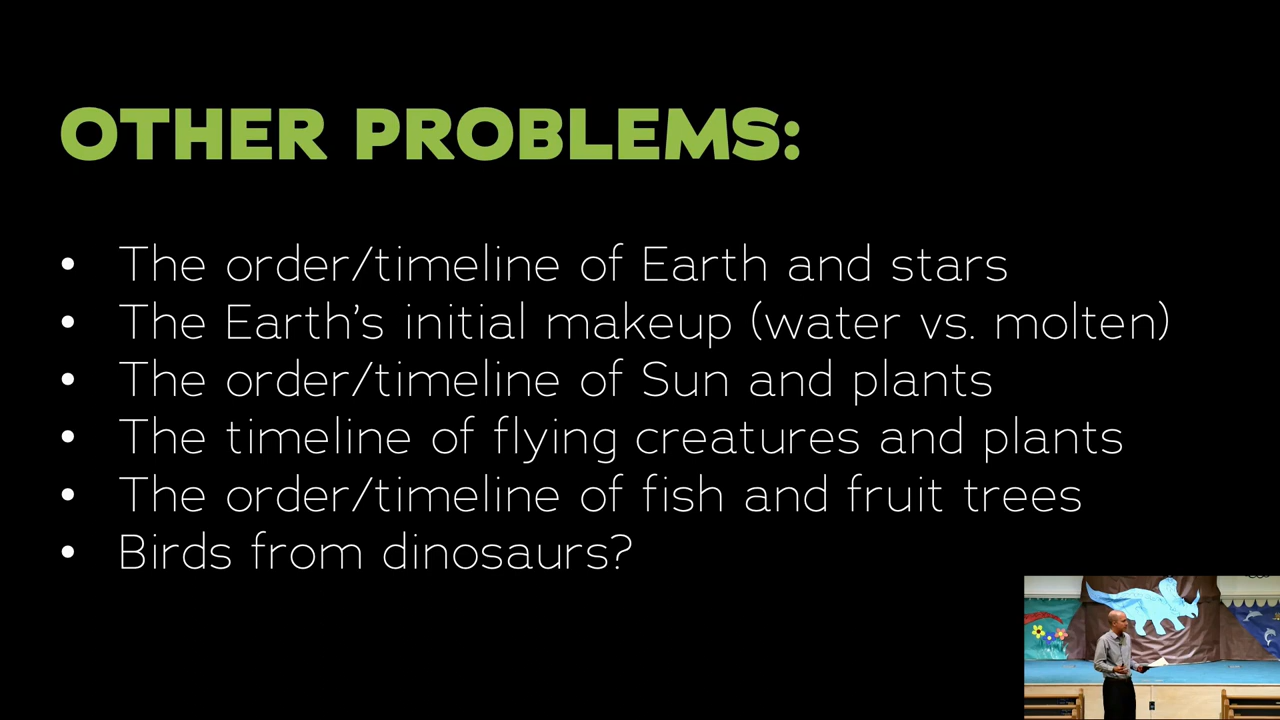 OTHER PROBLEMS:
• The order/timeline of Earth and stars
• The Earth's initial makeup (water vs. molten)
• The order/timeline of Sun and plants
• The timeline of flying creatures and plants
• The order/timeline of fish and fruit trees
• Birds from dinosaurs?